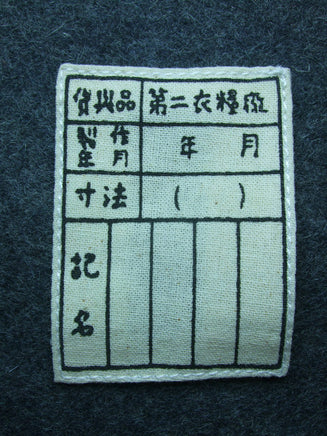 貸與品 第二衣糧廠
製作年月 年 月
寸法 ( )
記名